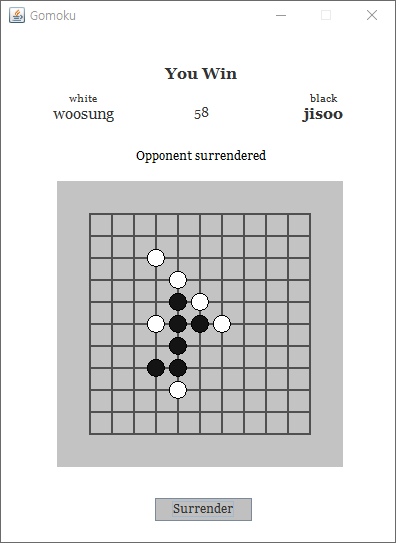 Gomoku
You Win
white
black
woosung
58
jisoo
Opponent surrendered
Surrender